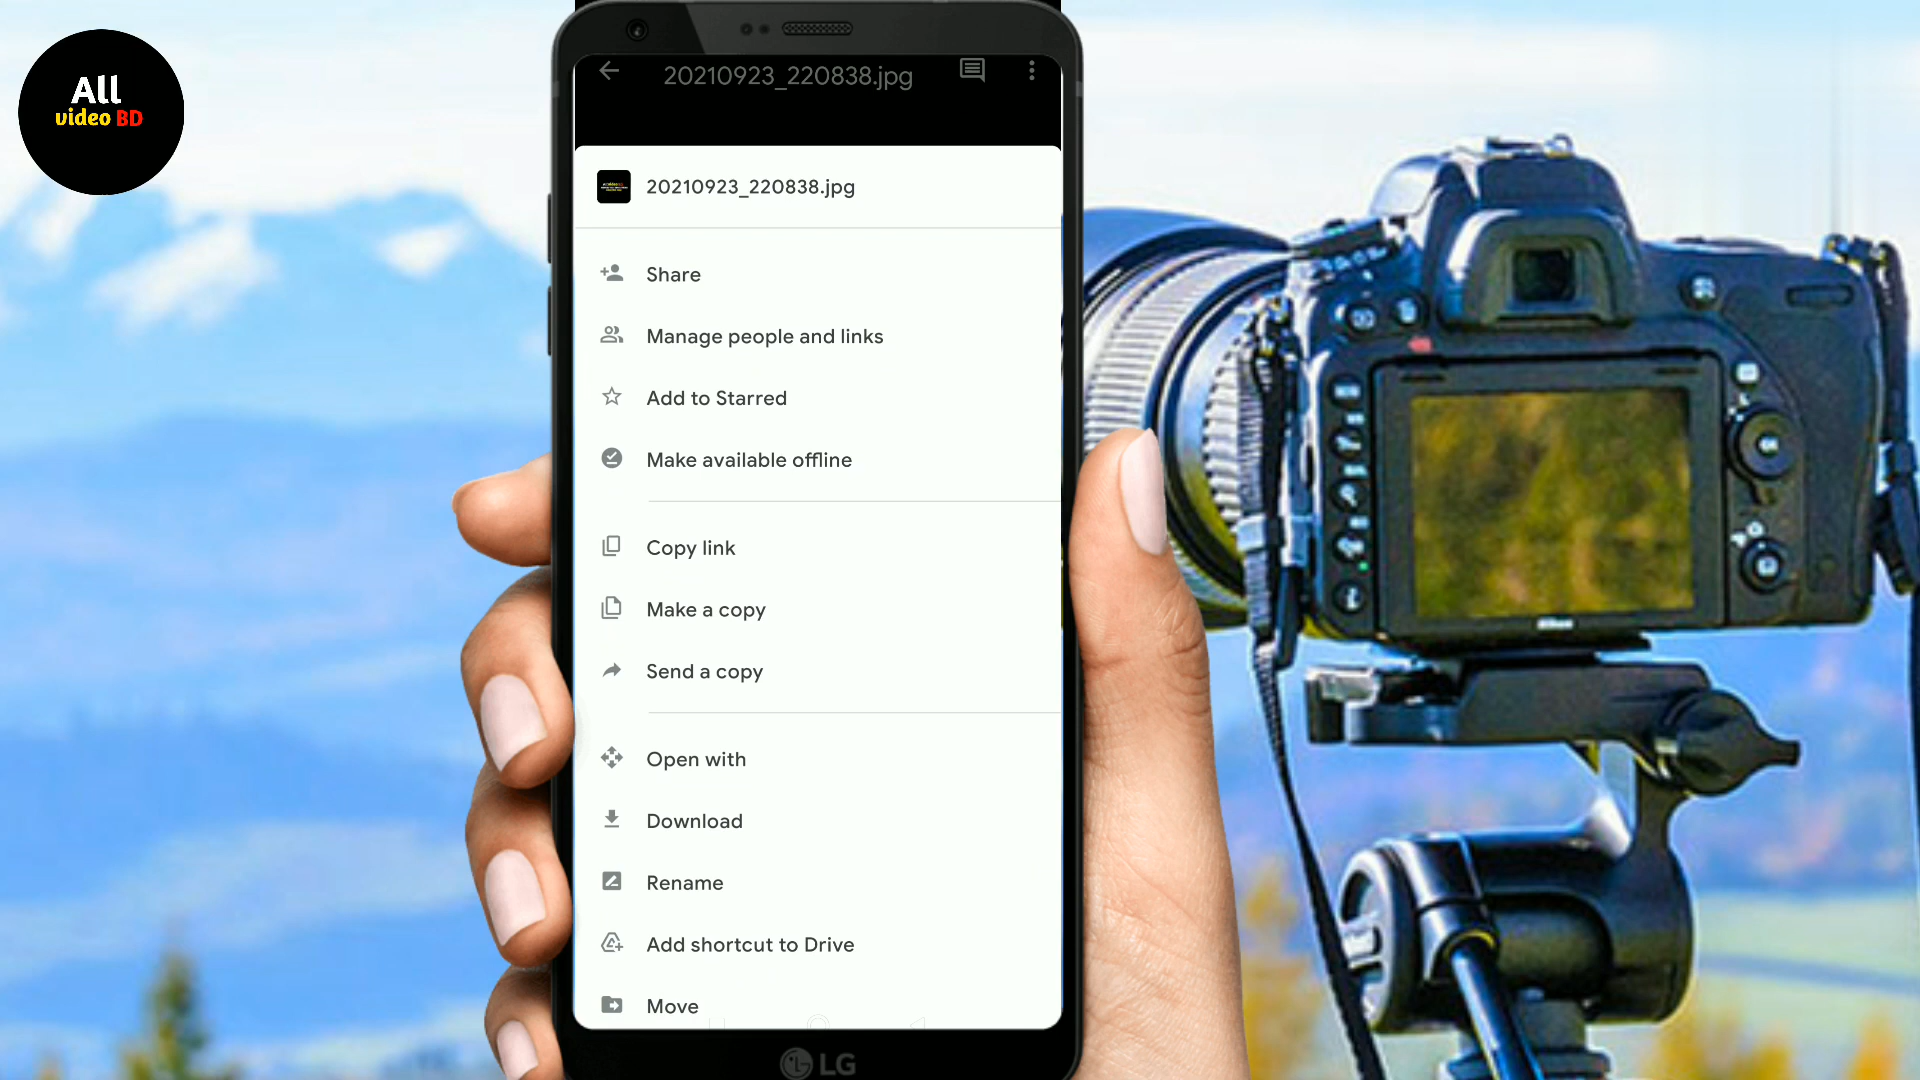 All
video BD
20210923_220838.jpg
20210923_220838.jpg
Share
Manage people and links
Add to Starred
Make available offline
Copy link
Make a copy
Send a copy
Open with
Download
Rename
Add shortcut to Drive
Move
LG
Nikon